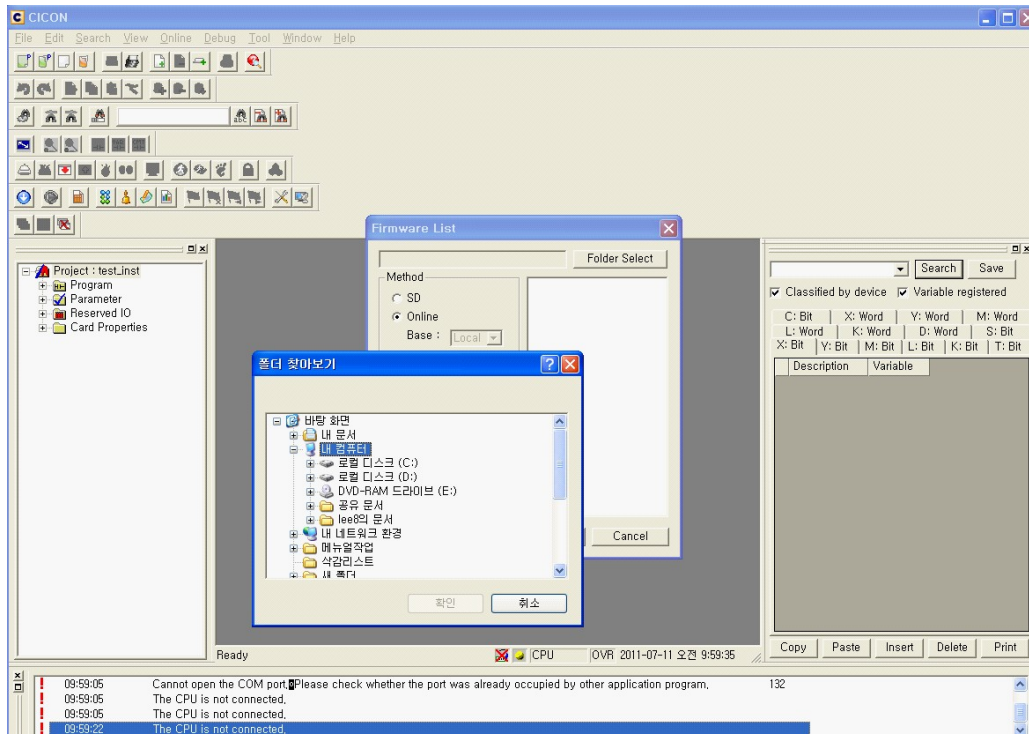 CICON
File Edit Search View Online Debug Tool Window Help
Project : test_inst
Program
Parameter
Reserved IO
Card Properties
Firmware List
Folder Select
Method
SD
Online
Base : Local
Cancel
폴더 찾아보기
바탕 화면
내 문서
내 컴퓨터
로컬 디스크 (C:)
로컬 디스크 (D:)
DVD-RAM 드라이브 (E:)
공유 문서
lee8의 문서
내 네트워크 환경
메뉴얼작업
삭감리스트
새 폴더
확인 취소
Search Save
Classified by device Variable registered
C: Bit X: Word Y: Word M: Word
L: Word K: Word D: Word S: Bit
X: Bit Y: Bit M: Bit L: Bit K: Bit T: Bit
Description Variable
Copy Paste Insert Delete Print
Ready CPU OVR 2011-07-11 오전 9:59:35
09:59:05 Cannot open the COM port. Please check whether the port was already occupied by other application program. 132
09:59:05 The CPU is not connected.
09:59:05 The CPU is not connected.
09:59:22 The CPU is not connected.